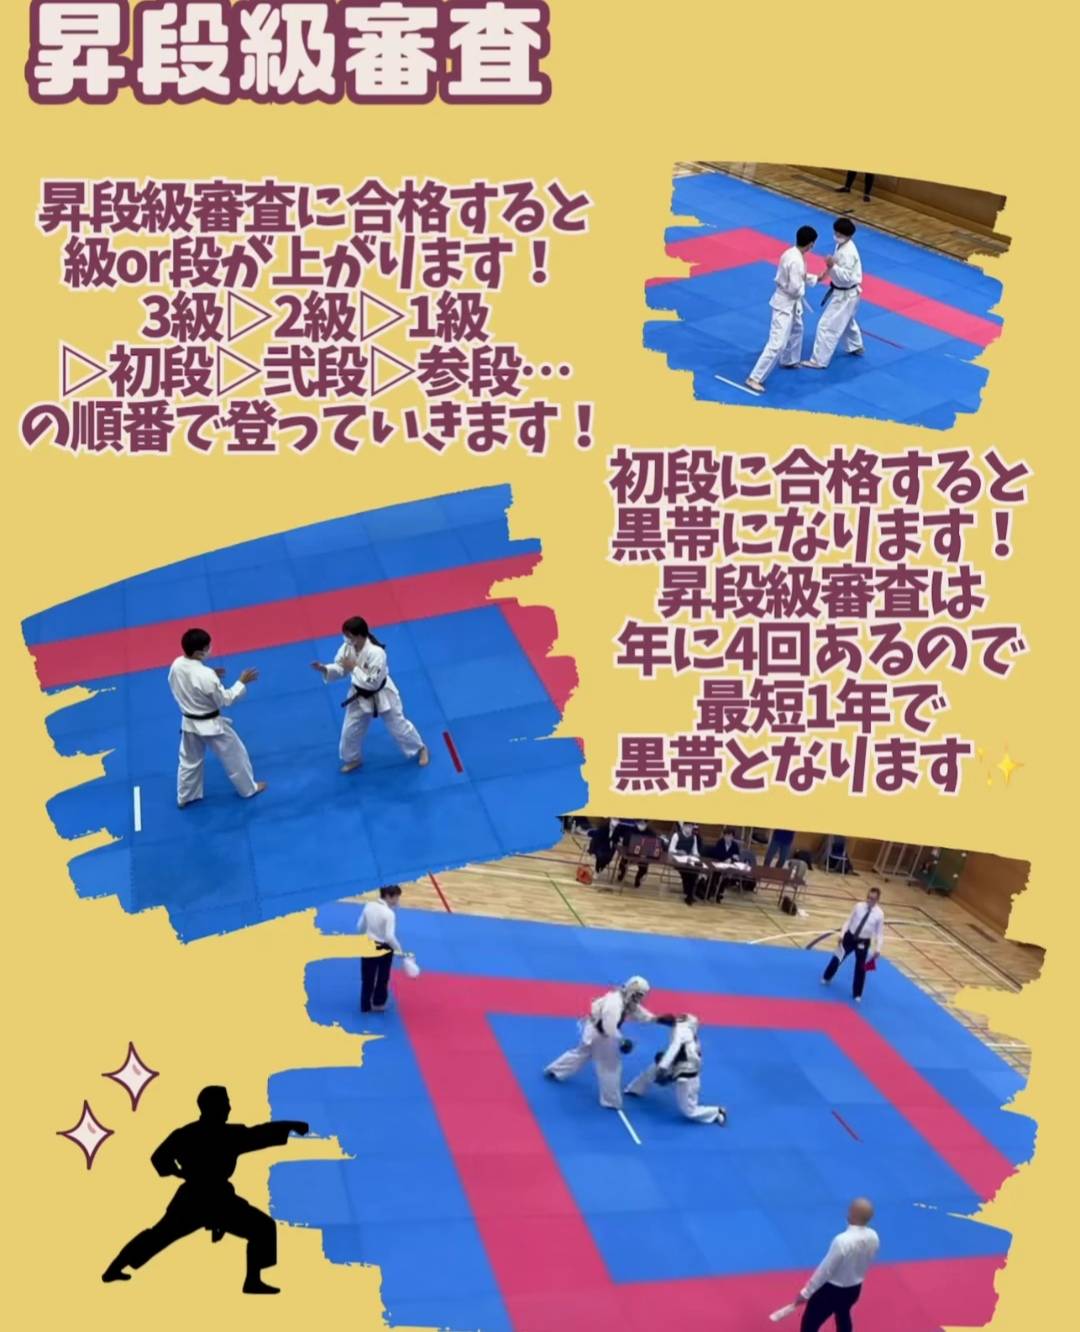 昇段級審査
昇段級審査に合格すると
級or段が上がります！
3級▷2級▷1級
▷初段▷弐段▷参段…
の順番で登っていきます！
初段に合格すると
黒帯になります！
昇段級審査は
年に4回あるので
最短1年で
黒帯となります✨